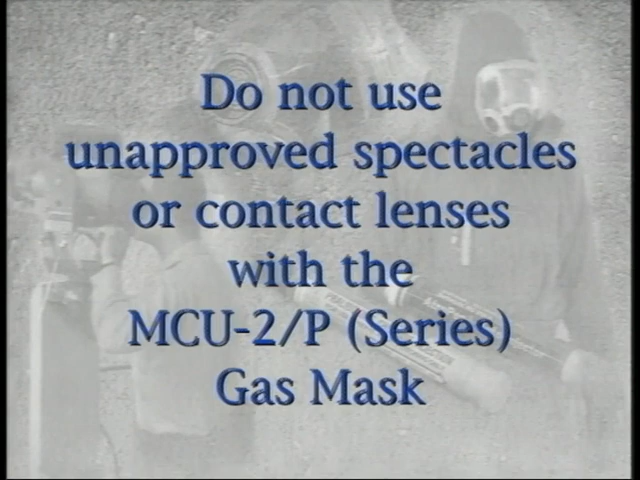 Do not use
unapproved spectacles
or contact lenses
with the
MCU-2/P (Series)
Gas Mask